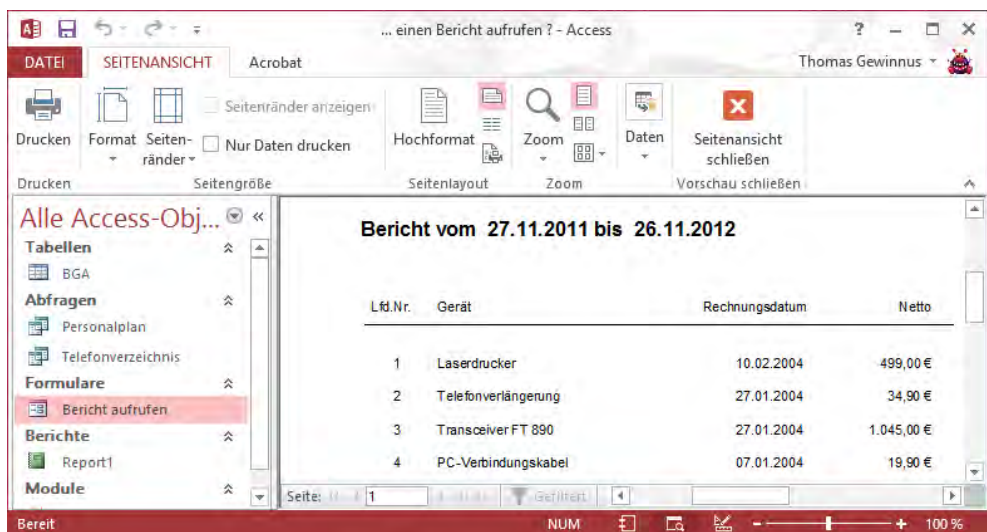 ... einen Bericht aufrufen ? - Access
?
DATEI SEITENANSICHT Acrobat Thomas Gewinnus
Drucken
Format
Seiten-
ränder
Seitenränder anzeigen
Nur Daten drucken
Hochformat
Zoom
Daten
Seitenansicht
schließen
Drucken Seitengröße Seitenlayout Zoom Vorschau schließen
Alle Access-Obj... «
Tabellen
BGA
Abfragen
Personalplan
Telefonverzeichnis
Formulare
Bericht aufrufen
Berichte
Report1
Module
Bericht vom 27.11.2011 bis 26.11.2012
Lfd.Nr. Gerät Rechnungsdatum Netto
1 Laserdrucker 10.02.2004 499,00 €
2 Telefonverlängerung 27.01.2004 34,90 €
3 Transceiver FT 890 27.01.2004 1.045,00 €
4 PC-Verbindungskabel 07.01.2004 19,90 €
Seite: 1 Gefiltert
Bereit NUM 100 %